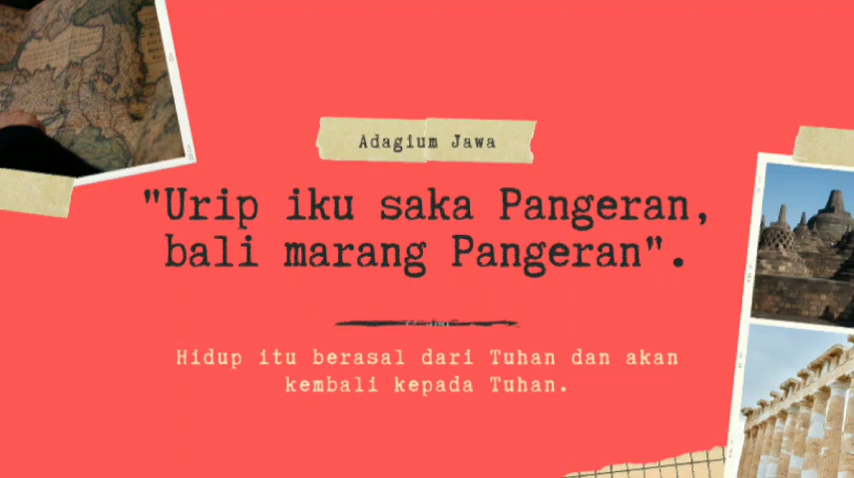 Adagium Jawa
"Urip iku saka Pangeran,
bali marang Pangeran".
Hidup itu berasal dari Tuhan dan akan
kembali kepada Tuhan.